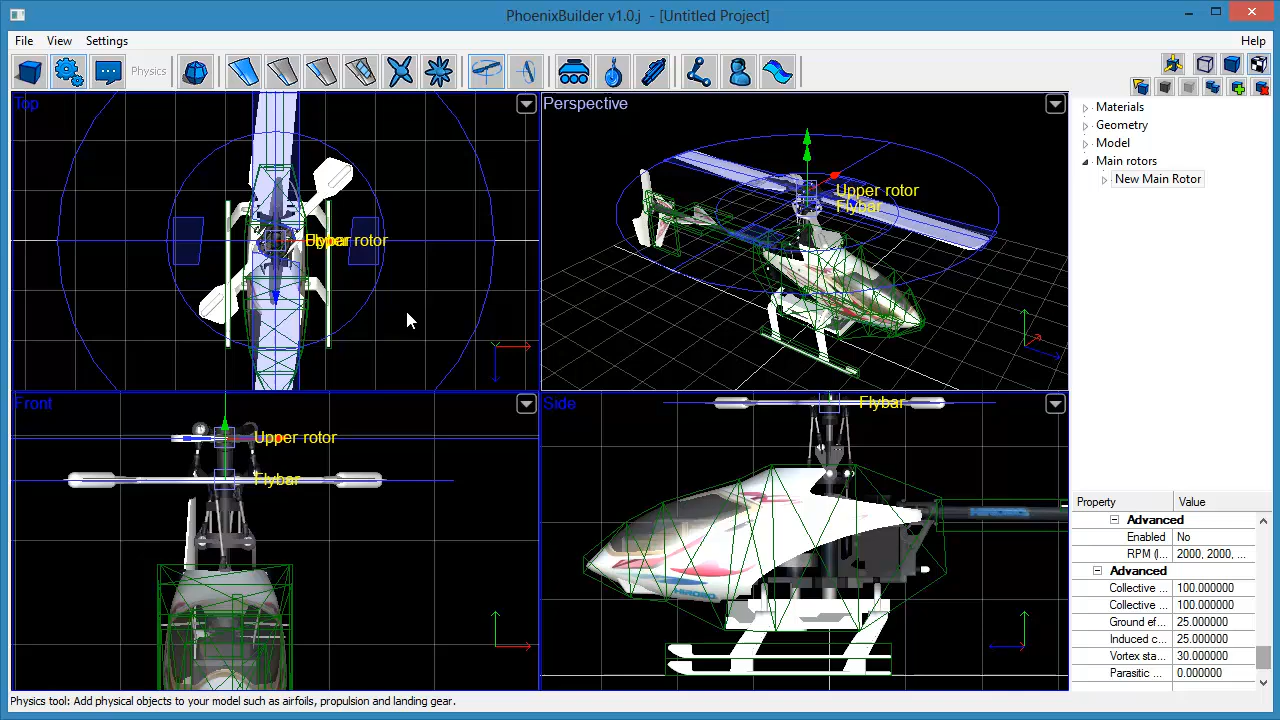 PhoenixBuilder v1.0.j - [Untitled Project]
File View Settings Help
Physics
Top
Upper rotor
Perspective
Upper rotor
Flybar
Front
Upper rotor
Flybar
Side
Flybar
Materials
Geometry
Model
Main rotors
New Main Rotor
Property Value
Advanced
Enabled No
RPM (l... 2000, 2000, ...
Advanced
Collective ... 100.000000
Collective ... 100.000000
Ground ef... 25.000000
Induced c... 25.000000
Vortex sta... 30.000000
Parasitic ... 0.000000
Physics tool: Add physical objects to your model such as airfoils, propulsion and landing gear.